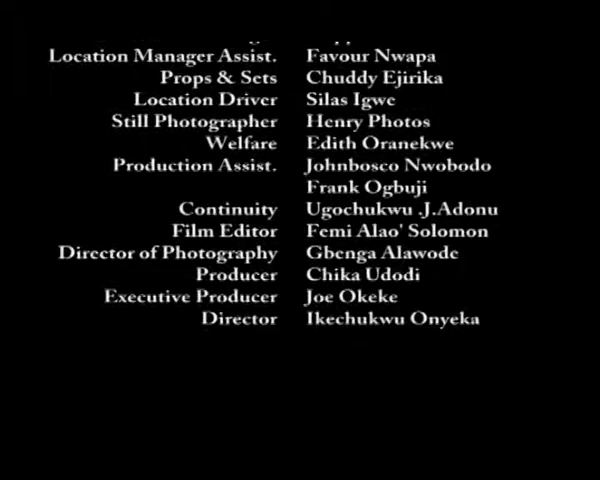 Location Manager Assist. Favour Nwapa
Props & Sets Chuddy Ejirika
Location Driver Silas Igwe
Still Photographer Henry Photos
Welfare Edith Oranekwe
Production Assist. Johnbosco Nwobodo
Frank Ogbuji
Continuity Ugochukwu .J.Adonu
Film Editor Femi Alao' Solomon
Director of Photography Gbenga Alawode
Producer Chika Udodi
Executive Producer Joe Okeke
Director Ikechukwu Onyeka